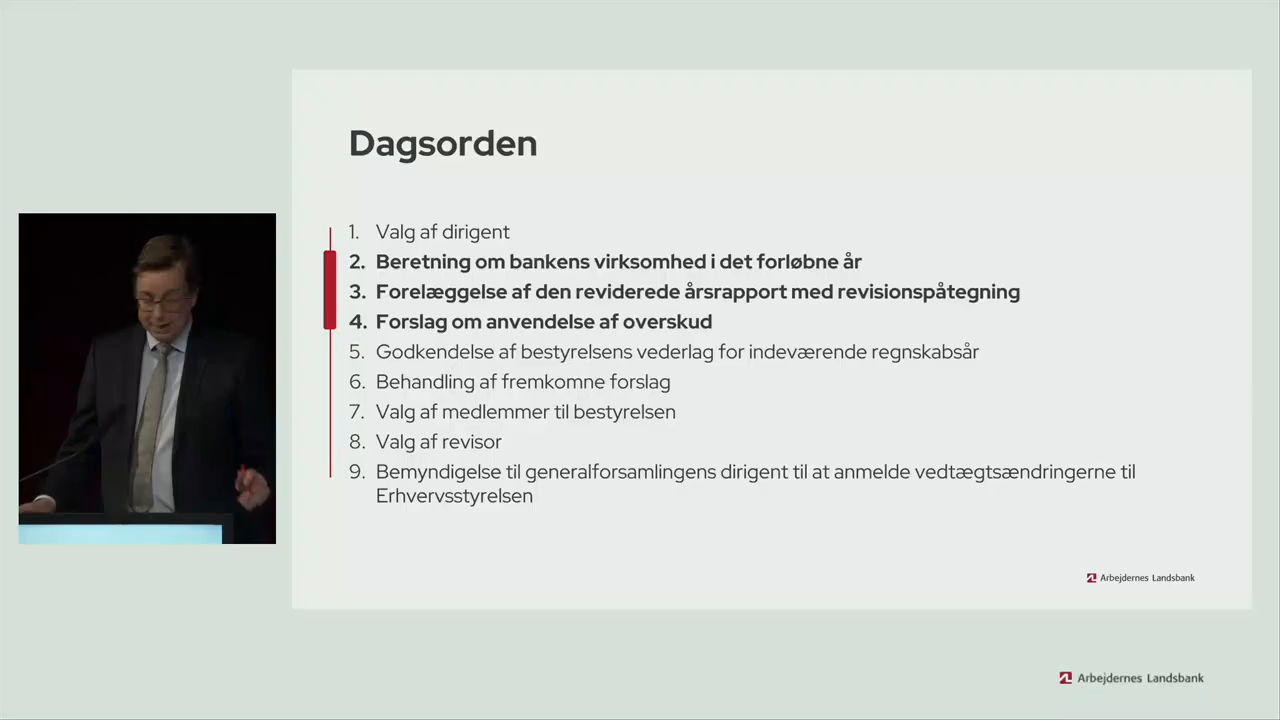 Dagsorden
1. Valg af dirigent
2. Beretning om bankens virksomhed i det forløbne år
3. Forelæggelse af den reviderede årsrapport med revisionspåtegning
4. Forslag om anvendelse af overskud
5. Godkendelse af bestyrelsens vederlag for indeværende regnskabsår
6. Behandling af fremkomne forslag
7. Valg af medlemmer til bestyrelsen
8. Valg af revisor
9. Bemyndigelse til generalforsamlingens dirigent til at anmelde vedtægtsændringerne til
Erhvervsstyrelsen
Arbejdernes Landsbank
Arbejdernes Landsbank